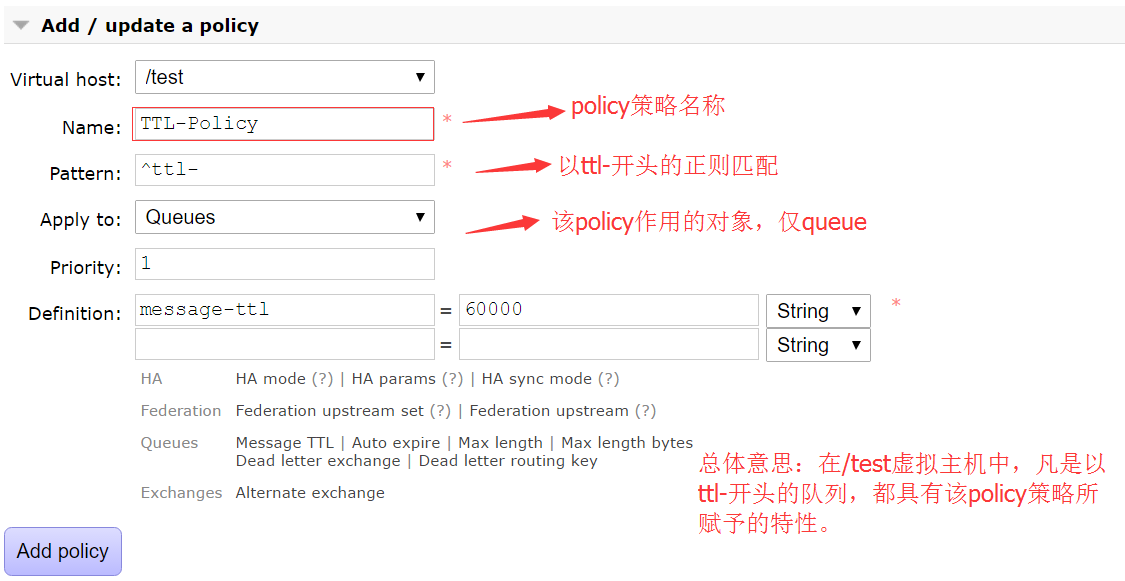 Add / update a policy
Virtual host: /test
Name: TTL-Policy * policy策略名称
Pattern: ^ttl- * 以ttl-开头的正则匹配
Apply to: Queues 该policy作用的对象，仅queue
Priority: 1
Definition: message-ttl = 60000 String *
= String
HA HA mode (?) | HA params (?) | HA sync mode (?)
Federation Federation upstream set (?) | Federation upstream (?)
Queues Message TTL | Auto expire | Max length | Max length bytes
Dead letter exchange | Dead letter routing key
Exchanges Alternate exchange
总体意思：在/test虚拟主机中，凡是以
ttl-开头的队列，都具有该policy策略所
赋予的特性。
Add policy